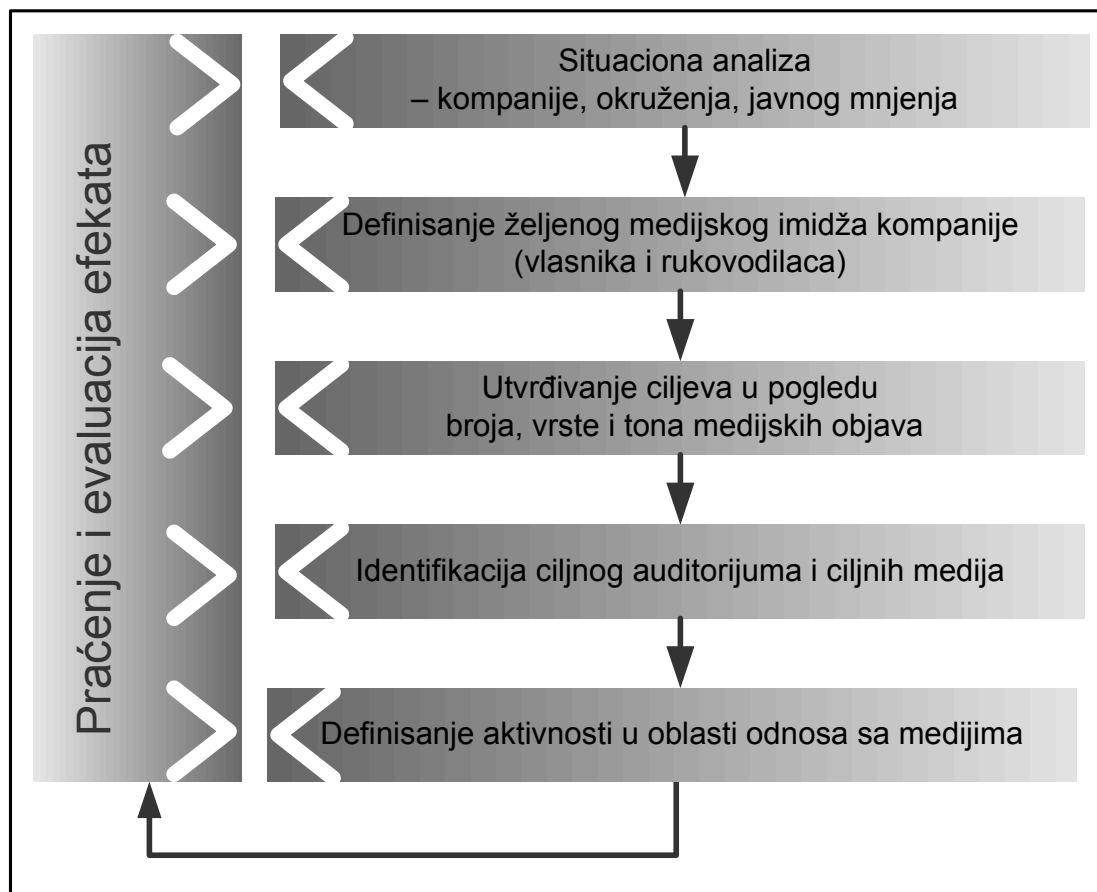 Praćenje i evaluacija efekata
Situaciona analiza
– kompanije, okruženja, javnog mnjenja
Definisanje željenog medijskog imidža kompanije
(vlasnika i rukovodilaca)
Utvrđivanje ciljeva u pogledu
broja, vrste i tona medijskih objava
Identifikacija ciljnog auditorijuma i ciljnih medija
Definisanje aktivnosti u oblasti odnosa sa medijima